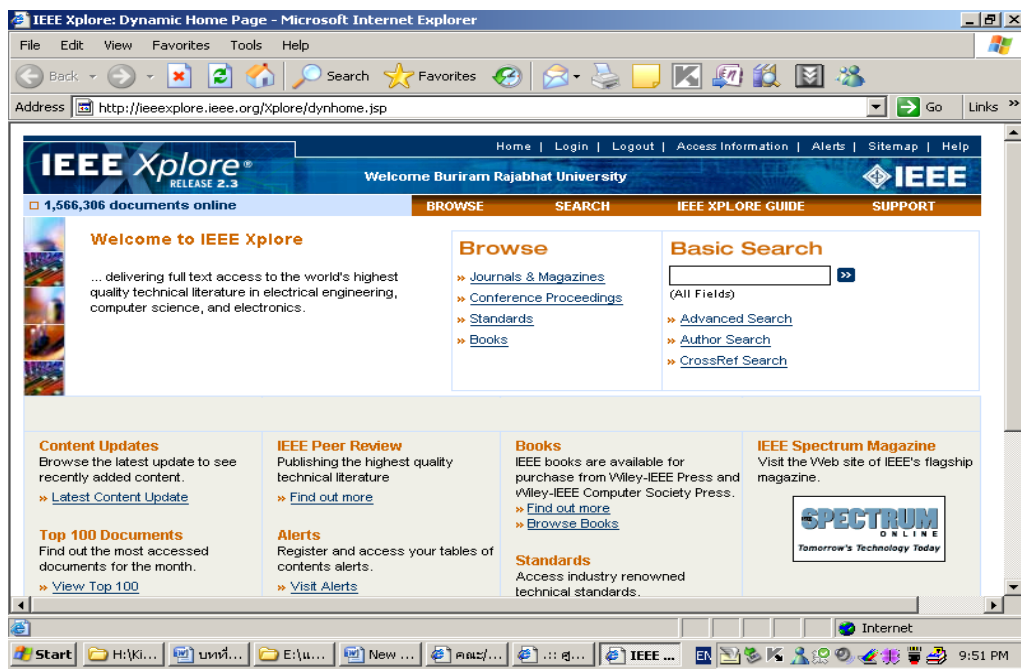 IEEE Xplore: Dynamic Home Page - Microsoft Internet Explorer
File Edit View Favorites Tools Help
Back Search Favorites
Address http://ieeexplore.ieee.org/Xplore/dynhome.jsp Go Links »
Home | Login | Logout | Access Information | Alerts | Sitemap | Help
IEEE Xplore®
RELEASE 2.3
Welcome Buriram Rajabhat University
IEEE
1,566,306 documents online
BROWSE SEARCH IEEE XPLORE GUIDE SUPPORT
Welcome to IEEE Xplore
... delivering full text access to the world's highest
quality technical literature in electrical engineering,
computer science, and electronics.
Browse
» Journals & Magazines
» Conference Proceedings
» Standards
» Books
Basic Search
»
(All Fields)
» Advanced Search
» Author Search
» CrossRef Search
Content Updates
Browse the latest update to see
recently added content.
» Latest Content Update
Top 100 Documents
Find out the most accessed
documents for the month.
» View Top 100
IEEE Peer Review
Publishing the highest quality
technical literature
» Find out more
Alerts
Register and access your tables of
contents alerts.
» Visit Alerts
Books
IEEE books are available for
purchase from Wiley-IEEE Press and
Wiley-IEEE Computer Society Press.
» Find out more
» Browse Books
Standards
Access industry renowned
technical standards.
IEEE Spectrum Magazine
Visit the Web site of IEEE's flagship
magazine.
SPECTRUM
ONLINE
Tomorrow's Technology Today
Internet
Start H:\Ki... บทที่... E:\แ... New ... คณะ/... .:: ศู... IEEE ... EN 9:51 PM